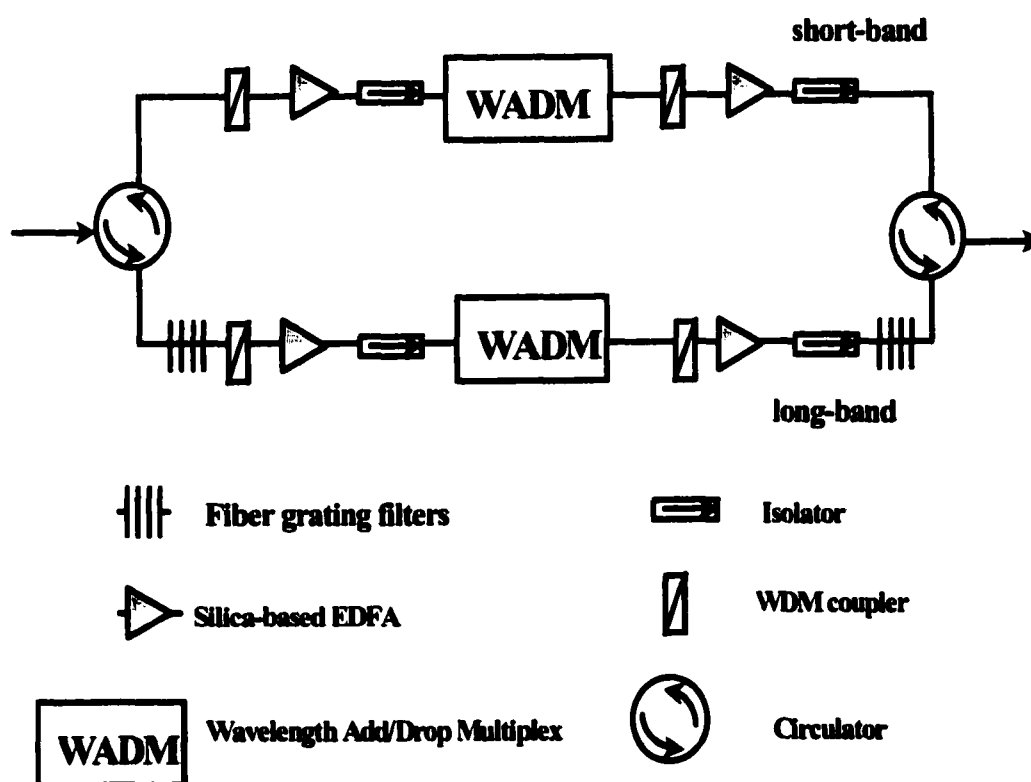 short-band
WADM
WADM
long-band
Fiber grating filters
Isolator
Silica-based EDFA
WDM coupler
WADM
Wavelength Add/Drop Multiplex
Circulator